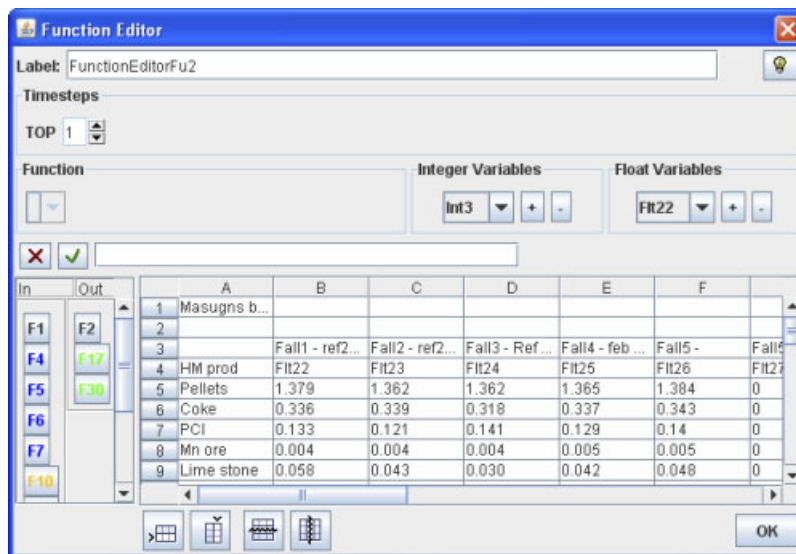 Function Editor
Label: FunctionEditorFu2
Timesteps
TOP 1
Function Integer Variables Float Variables
Int3 + - Flt22 + -
In Out A B C D E F
1 Masugns b...
F1 F2 2
3 Fall1 - ref2... Fall2 - ref2... Fall3 - Ref ... Fall4 - feb ... Fall5 -
F4 F17 4 HM prod Flt22 Flt23 Flt24 Flt25 Flt26 Flt27
F5 F30 5 Pellets 1.379 1.362 1.362 1.365 1.384 0
F6 6 Coke 0.336 0.339 0.318 0.337 0.343 0
7 PCI 0.133 0.121 0.141 0.129 0.14 0
F7 8 Mn ore 0.004 0.004 0.004 0.005 0.005 0
F10 9 Lime stone 0.058 0.043 0.030 0.042 0.048 0
OK